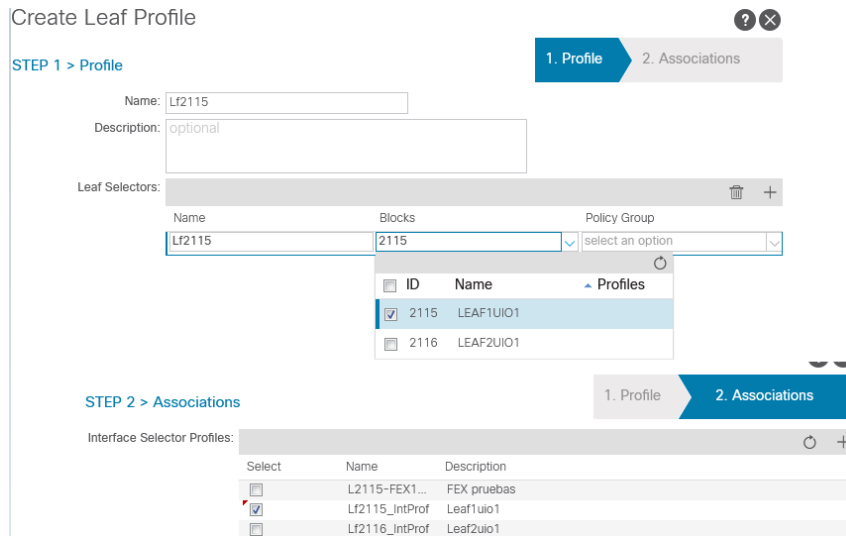 Create Leaf Profile
STEP 1 > Profile
1. Profile 2. Associations
Name: Lf2115
Description: optional
Leaf Selectors:
Name Blocks Policy Group
Lf2115 2115 select an option
ID Name Profiles
2115 LEAF1UIO1
2116 LEAF2UIO1
STEP 2 > Associations
1. Profile 2. Associations
Interface Selector Profiles:
Select Name Description
L2115-FEX1... FEX pruebas
Lf2115_IntProf Leaf1uio1
Lf2116_IntProf Leaf2uio1